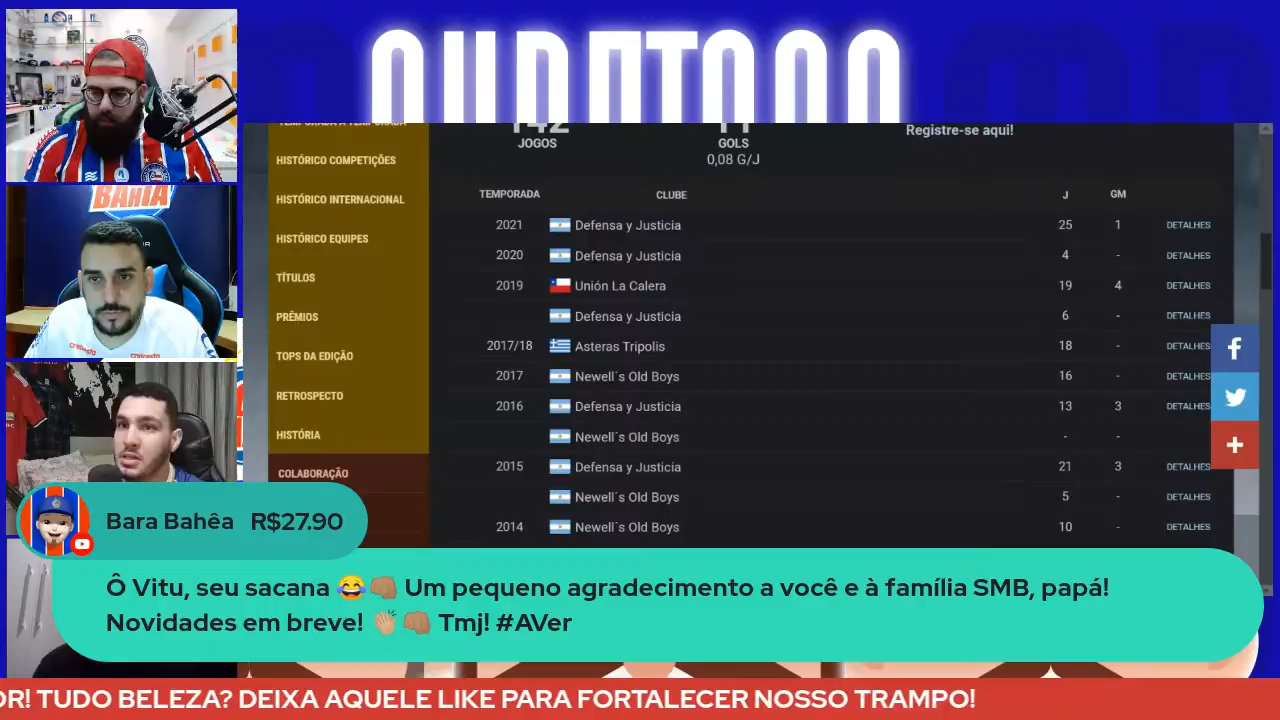 BAHIA
142
JOGOS
11
GOLS
0,08 G/J
Registre-se aqui!
TEMPORADA A TEMPORADA
HISTÓRICO COMPETIÇÕES
HISTÓRICO INTERNACIONAL
HISTÓRICO EQUIPES
TÍTULOS
PRÊMIOS
TOPS DA EDIÇÃO
RETROSPECTO
HISTÓRIA
COLABORAÇÃO
TEMPORADA CLUBE J GM
2021 Defensa y Justicia 25 1 DETALHES
2020 Defensa y Justicia 4 - DETALHES
2019 Unión La Calera 19 4 DETALHES
Defensa y Justicia 6 - DETALHES
2017/18 Asteras Tripolis 18 - DETALHES
2017 Newell´s Old Boys 16 - DETALHES
2016 Defensa y Justicia 13 3 DETALHES
Newell´s Old Boys - -
2015 Defensa y Justicia 21 3 DETALHES
Newell´s Old Boys 5 - DETALHES
2014 Newell´s Old Boys 10 - DETALHES
Bara Bahêa R$27.90
Ô Vitu, seu sacana 😂👊🏽 Um pequeno agradecimento a você e à família SMB, papá!
Novidades em breve! 👏🏼👊🏽 Tmj! #AVer
OR! TUDO BELEZA? DEIXA AQUELE LIKE PARA FORTALECER NOSSO TRAMPO!